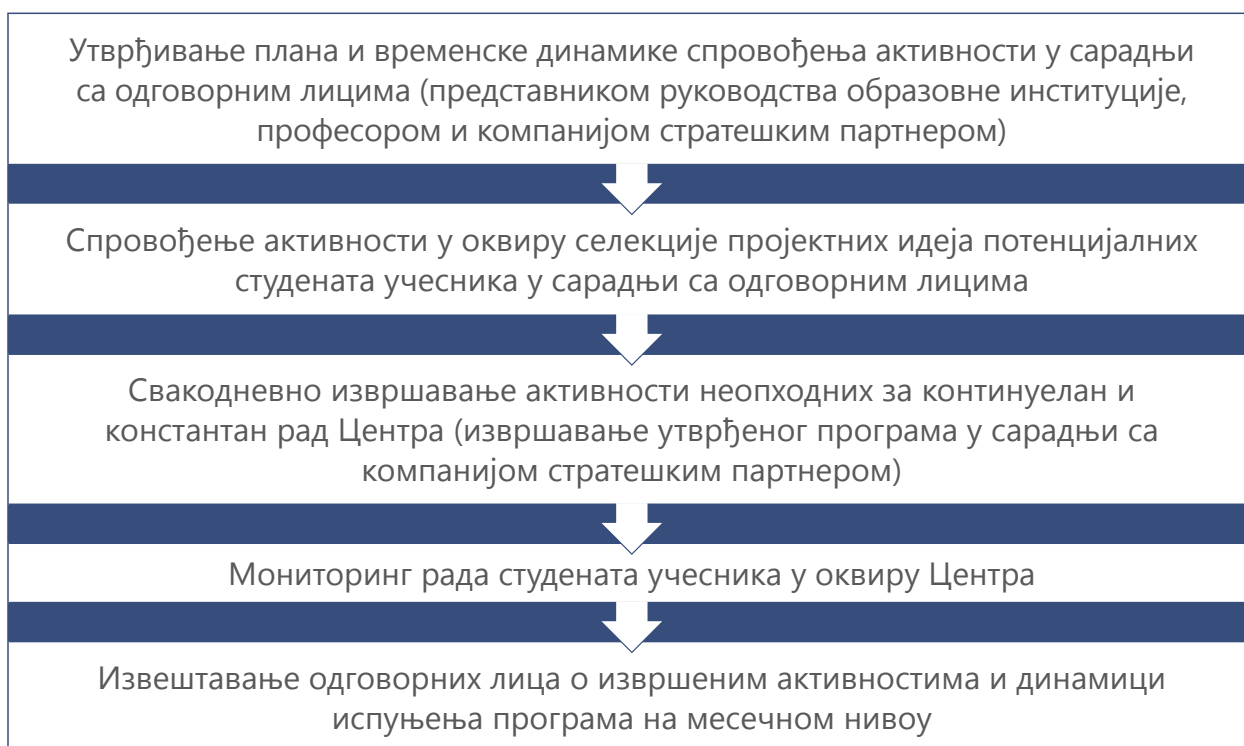 Утврђивање плана и временске динамике спровођења активности у сарадњи
са одговорним лицима (представником руководства образовне институције,
професором и компанијом стратешким партнером)
Спровођење активности у оквиру селекције пројектних идеја потенцијалних
студената учесника у сарадњи са одговорним лицима
Свакодневно извршавање активности неопходних за континуелан и
константан рад Центра (извршавање утврђеног програма у сарадњи са
компанијом стратешким партнером)
Мониторинг рада студената учесника у оквиру Центра
Извештавање одговорних лица о извршеним активностима и динамици
испуњења програма на месечном нивоу